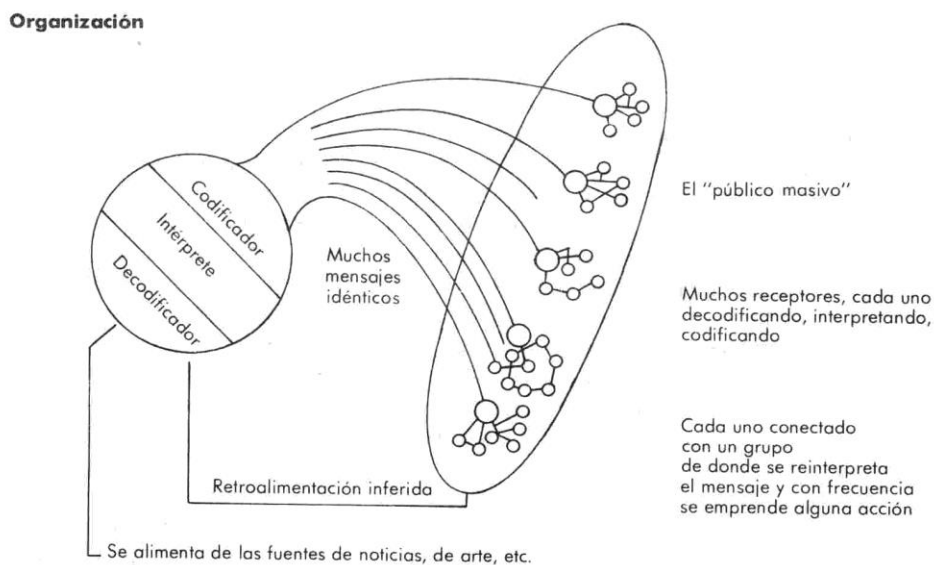 Organización
Codificador
Intérprete
Decodificador
Muchos
mensajes
idénticos
El "público masivo"
Muchos receptores, cada uno
decodificando, interpretando,
codificando
Cada uno conectado
con un grupo
de donde se reinterpreta
el mensaje y con frecuencia
se emprende alguna acción
Retroalimentación inferida
Se alimenta de las fuentes de noticias, de arte, etc.